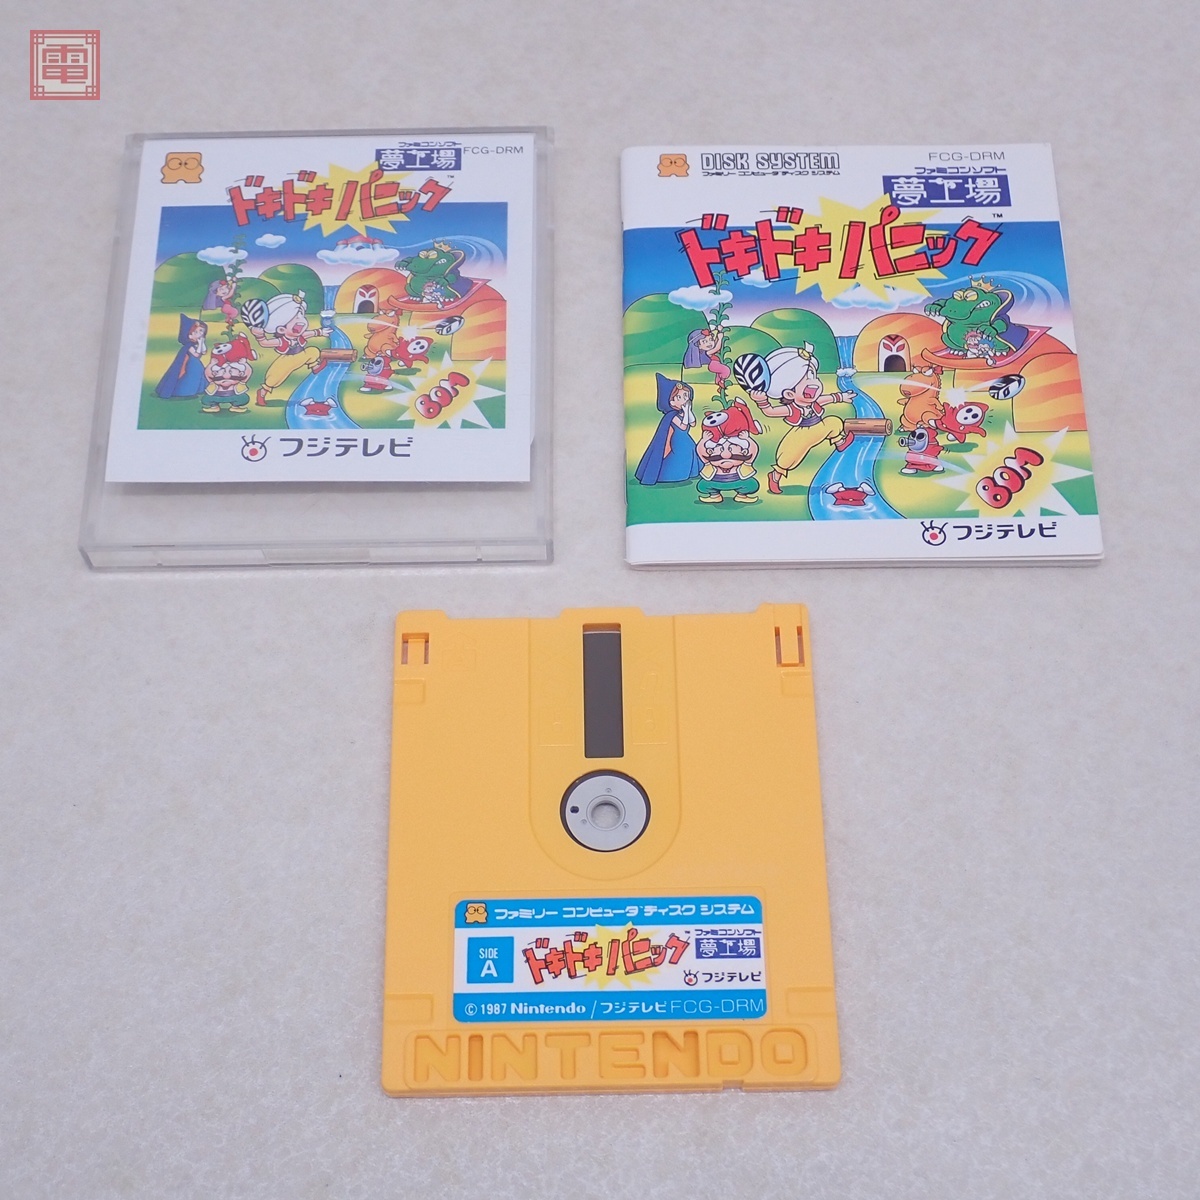 電
ファミコンソフト
夢工場
FCG-DRM
ドキドキパニック
TM
BOM
フジテレビ
DISK SYSTEM
ファミリー コンピュータ ディスク システム
FCG-DRM
ファミコンソフト
夢工場
TM
ドキドキパニック
BOM
フジテレビ
ファミリー コンピュータ ディスク システム
SIDE
A
ドキドキパニック
TM
ファミコンソフト
夢工場
フジテレビ
© 1987 Nintendo / フジテレビ FCG-DRM
NINTENDO